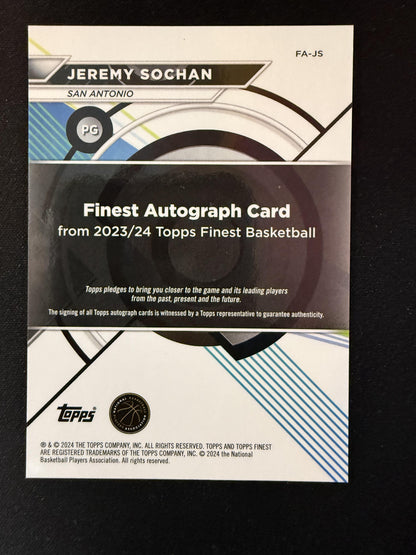 FA-JS
JEREMY SOCHAN
SAN ANTONIO
PG
Finest Autograph Card
from 2023/24 Topps Finest Basketball
Topps pledges to bring you closer to the game and its leading players
from the past, present and the future.
The signing of all Topps autograph cards is witnessed by a Topps representative to guarantee authenticity.
Topps
℗ & © 2024 THE TOPPS COMPANY, INC. ALL RIGHTS RESERVED. TOPPS AND TOPPS FINEST
ARE REGISTERED TRADEMARKS OF THE TOPPS COMPANY, INC. © 2024 the National
Basketball Players Association. All rights reserved.